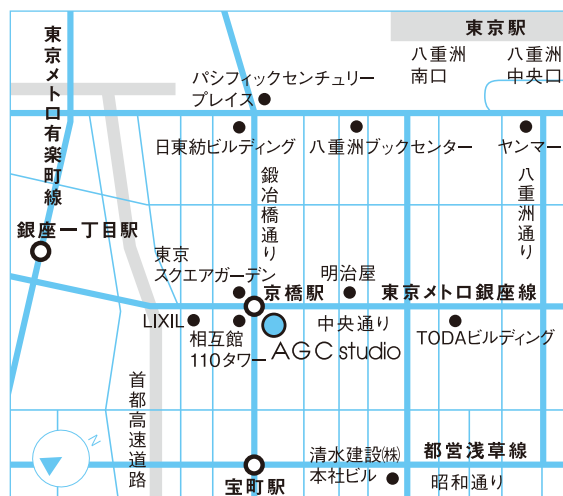 東京駅
八重洲
南口
八重洲
中央口
東京メトロ有楽町線
パシフィックセンチュリー
プレイス
日東紡ビルディング
八重洲ブックセンター
ヤンマー
鍛冶橋通り
八重洲通り
銀座一丁目駅
東京
スクエアガーデン
明治屋
京橋駅
東京メトロ銀座線
LIXIL
相互館
110タワー
中央通り
TODAビルディング
AGC studio
首都高速道路
清水建設㈱
本社ビル
都営浅草線
昭和通り
宝町駅
N